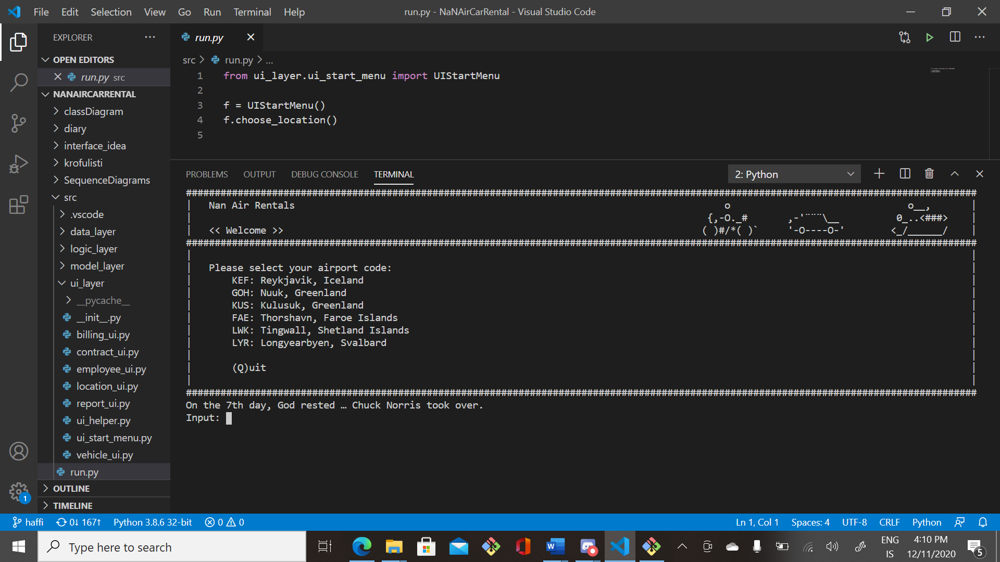 File Edit Selection View Go Run Terminal Help
run.py - NaNAirCarRental - Visual Studio Code
EXPLORER
OPEN EDITORS
run.py src
NANAIRCARRENTAL
classDiagram
diary
interface_idea
krofulisti
SequenceDiagrams
src
.vscode
data_layer
logic_layer
model_layer
ui_layer
__pycache__
__init__.py
billing_ui.py
contract_ui.py
employee_ui.py
location_ui.py
report_ui.py
ui_helper.py
ui_start_menu.py
vehicle_ui.py
run.py
OUTLINE
TIMELINE
run.py
src > run.py > ...
1 from ui_layer.ui_start_menu import UIStartMenu
2
3 f = UIStartMenu()
4 f.choose_location()
5
PROBLEMS OUTPUT DEBUG CONSOLE TERMINAL
2: Python
Nan Air Rentals
<< Welcome >>
Please select your airport code:
KEF: Reykjavik, Iceland
GOH: Nuuk, Greenland
KUS: Kulusuk, Greenland
FAE: Thorshavn, Faroe Islands
LWK: Tingwall, Shetland Islands
LYR: Longyearbyen, Svalbard
(Q)uit
On the 7th day, God rested … Chuck Norris took over.
Input:
1
haffi 0↓ 167↑ Python 3.8.6 32-bit 0 0
Ln 1, Col 1 Spaces: 4 UTF-8 CRLF Python
Type here to search
ENG
IS
4:10 PM
12/11/2020
5